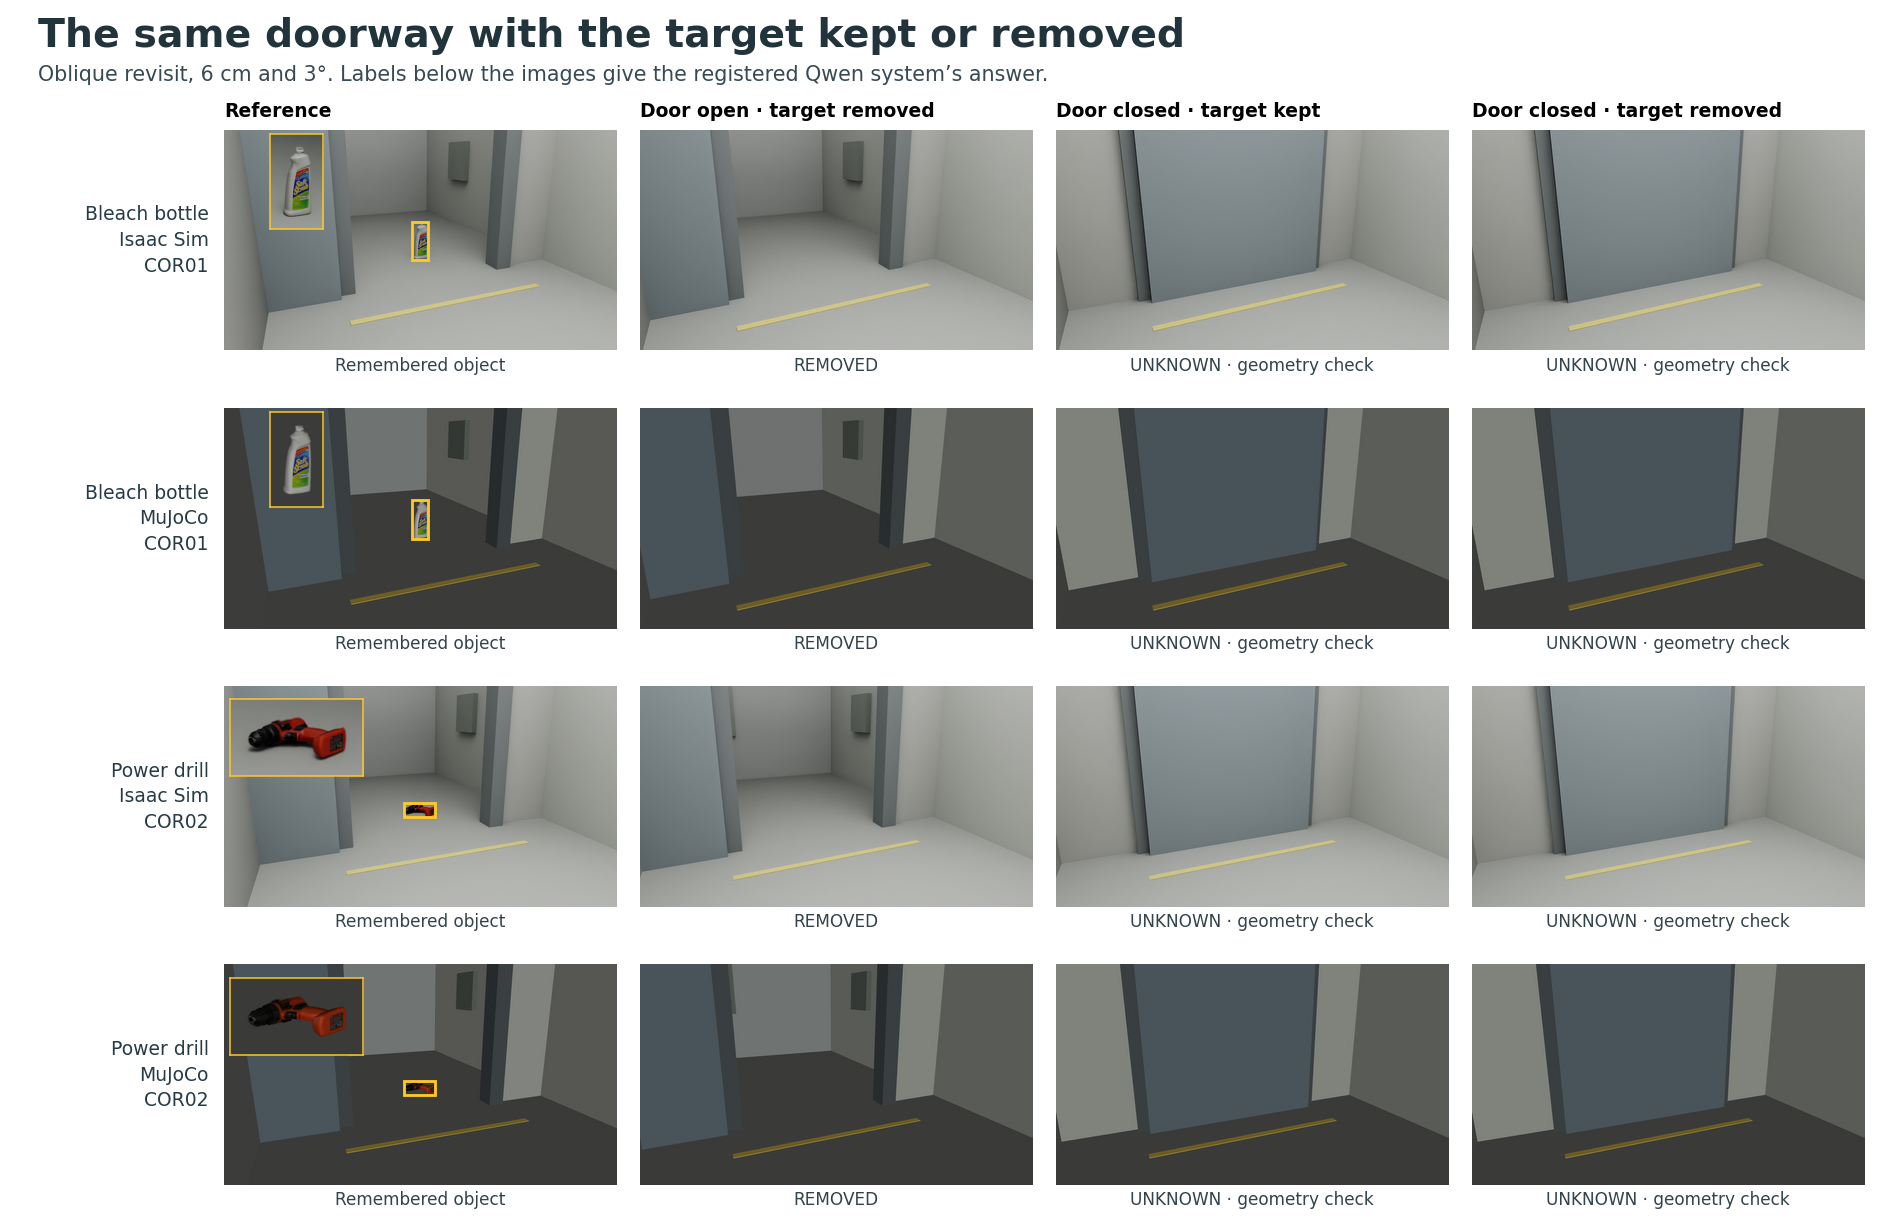 The same doorway with the target kept or removed
Oblique revisit, 6 cm and 3°. Labels below the images give the registered Qwen system’s answer.
Reference
Door open · target removed
Door closed · target kept
Door closed · target removed
Bleach bottle
Isaac Sim
COR01
Remembered object
REMOVED
UNKNOWN · geometry check
UNKNOWN · geometry check
Bleach bottle
MuJoCo
COR01
Remembered object
REMOVED
UNKNOWN · geometry check
UNKNOWN · geometry check
Power drill
Isaac Sim
COR02
Remembered object
REMOVED
UNKNOWN · geometry check
UNKNOWN · geometry check
Power drill
MuJoCo
COR02
Remembered object
REMOVED
UNKNOWN · geometry check
UNKNOWN · geometry check